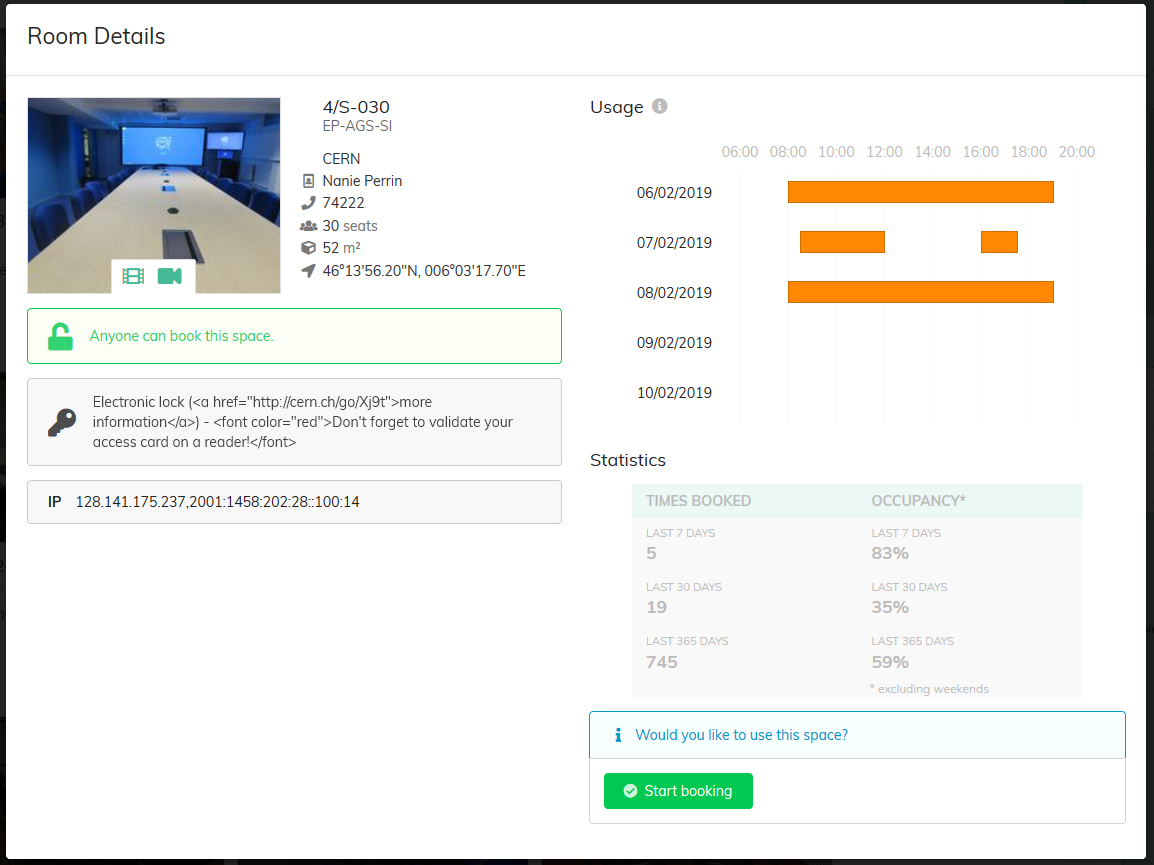 Room Details
4/S-030
EP-AGS-SI
CERN
Nanie Perrin
74222
30 seats
52 m²
46°13'56.20"N, 006°03'17.70"E
Anyone can book this space.
Electronic lock (<a href="http://cern.ch/go/Xj9t">more
information</a>) - <font color="red">Don't forget to validate your
access card on a reader!</font>
IP 128.141.175.237,2001:1458:202:28::100:14
Usage
06:00 08:00 10:00 12:00 14:00 16:00 18:00 20:00
06/02/2019
07/02/2019
08/02/2019
09/02/2019
10/02/2019
Statistics
TIMES BOOKED OCCUPANCY*
LAST 7 DAYS LAST 7 DAYS
5 83%
LAST 30 DAYS LAST 30 DAYS
19 35%
LAST 365 DAYS LAST 365 DAYS
745 59%
* excluding weekends
Would you like to use this space?
Start booking